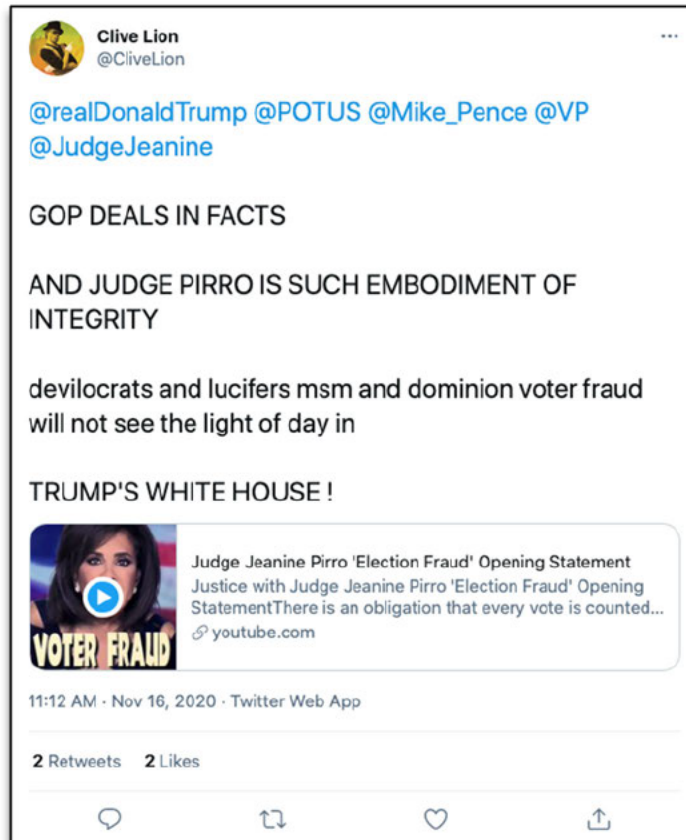 Clive Lion
@CliveLion
@realDonaldTrump @POTUS @Mike_Pence @VP
@JudgeJeanine
GOP DEALS IN FACTS
AND JUDGE PIRRO IS SUCH EMBODIMENT OF
INTEGRITY
devilocrats and lucifers msm and dominion voter fraud
will not see the light of day in
TRUMP'S WHITE HOUSE !
VOTER FRAUD
Judge Jeanine Pirro 'Election Fraud' Opening Statement
Justice with Judge Jeanine Pirro 'Election Fraud' Opening
StatementThere is an obligation that every vote is counted...
youtube.com
11:12 AM · Nov 16, 2020 · Twitter Web App
2 Retweets 2 Likes